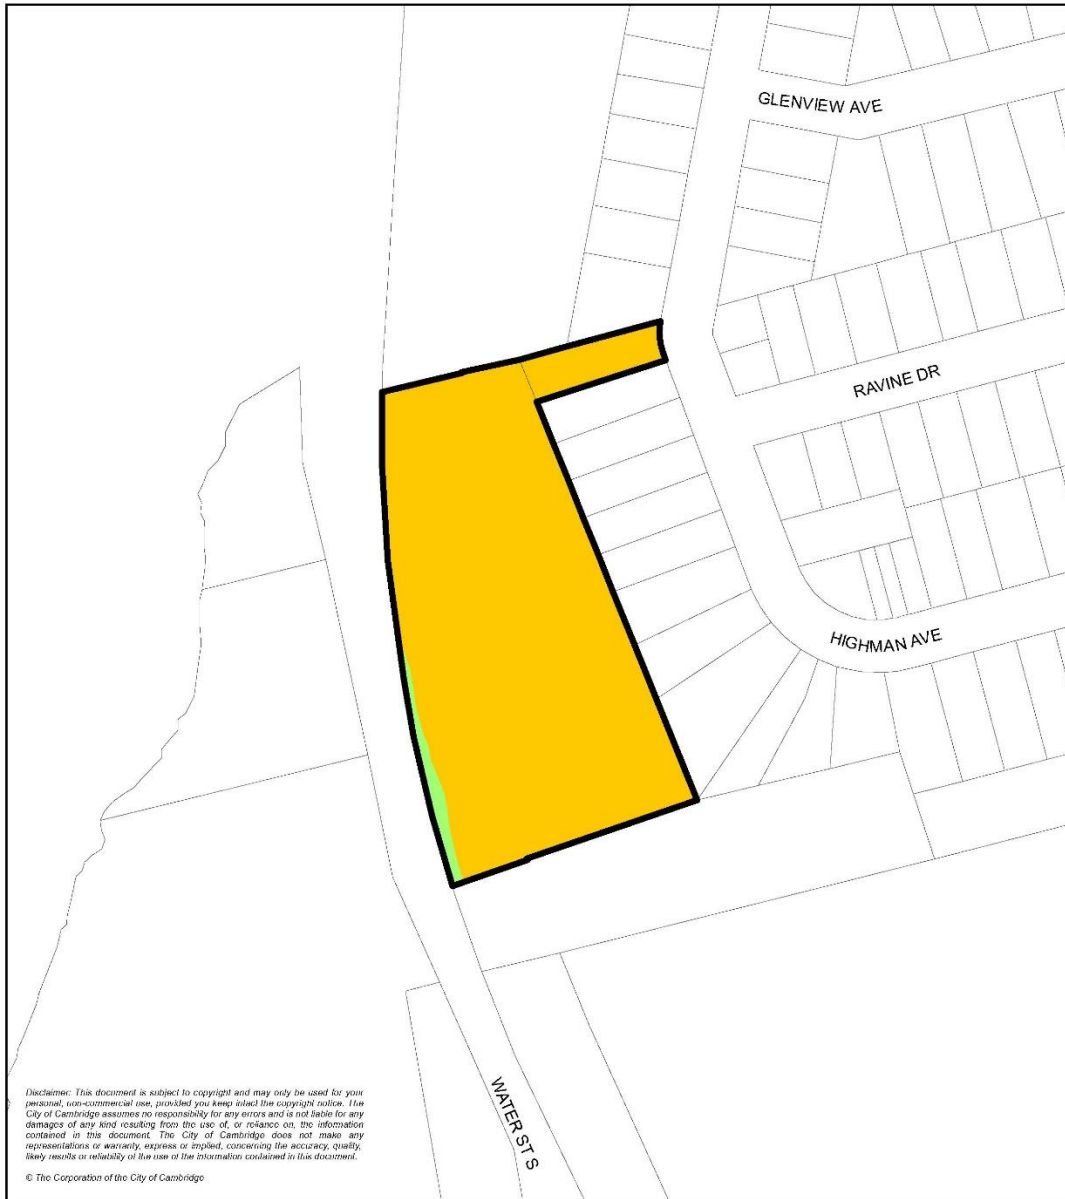 GLENVIEW AVE
RAVINE DR
HIGHMAN AVE
WATER ST S
Disclaimer: This document is subject to copyright and may only be used for your
personal, non-commercial use, provided you keep intact the copyright notice. The
City of Cambridge assumes no responsibility for any errors and is not liable for any
damages of any kind resulting from the use of, or reliance on, the information
contained in this document. The City of Cambridge does not make any
representations or warranty, express or implied, concerning the accuracy, quality,
likely results or reliability of the use of the information contained in this document.
© The Corporation of the City of Cambridge